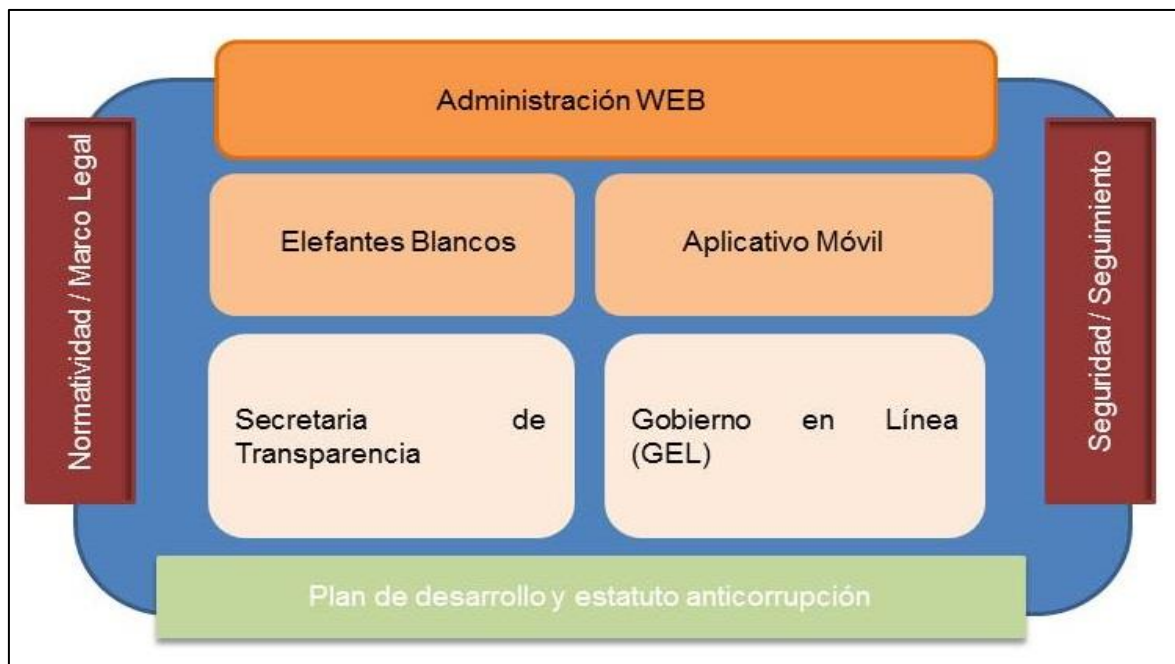 Administración WEB
Normatividad / Marco Legal
Elefantes Blancos
Aplicativo Móvil
Seguridad / Seguimiento
Secretaria de
Transparencia
Gobierno en Línea
(GEL)
Plan de desarrollo y estatuto anticorrupción